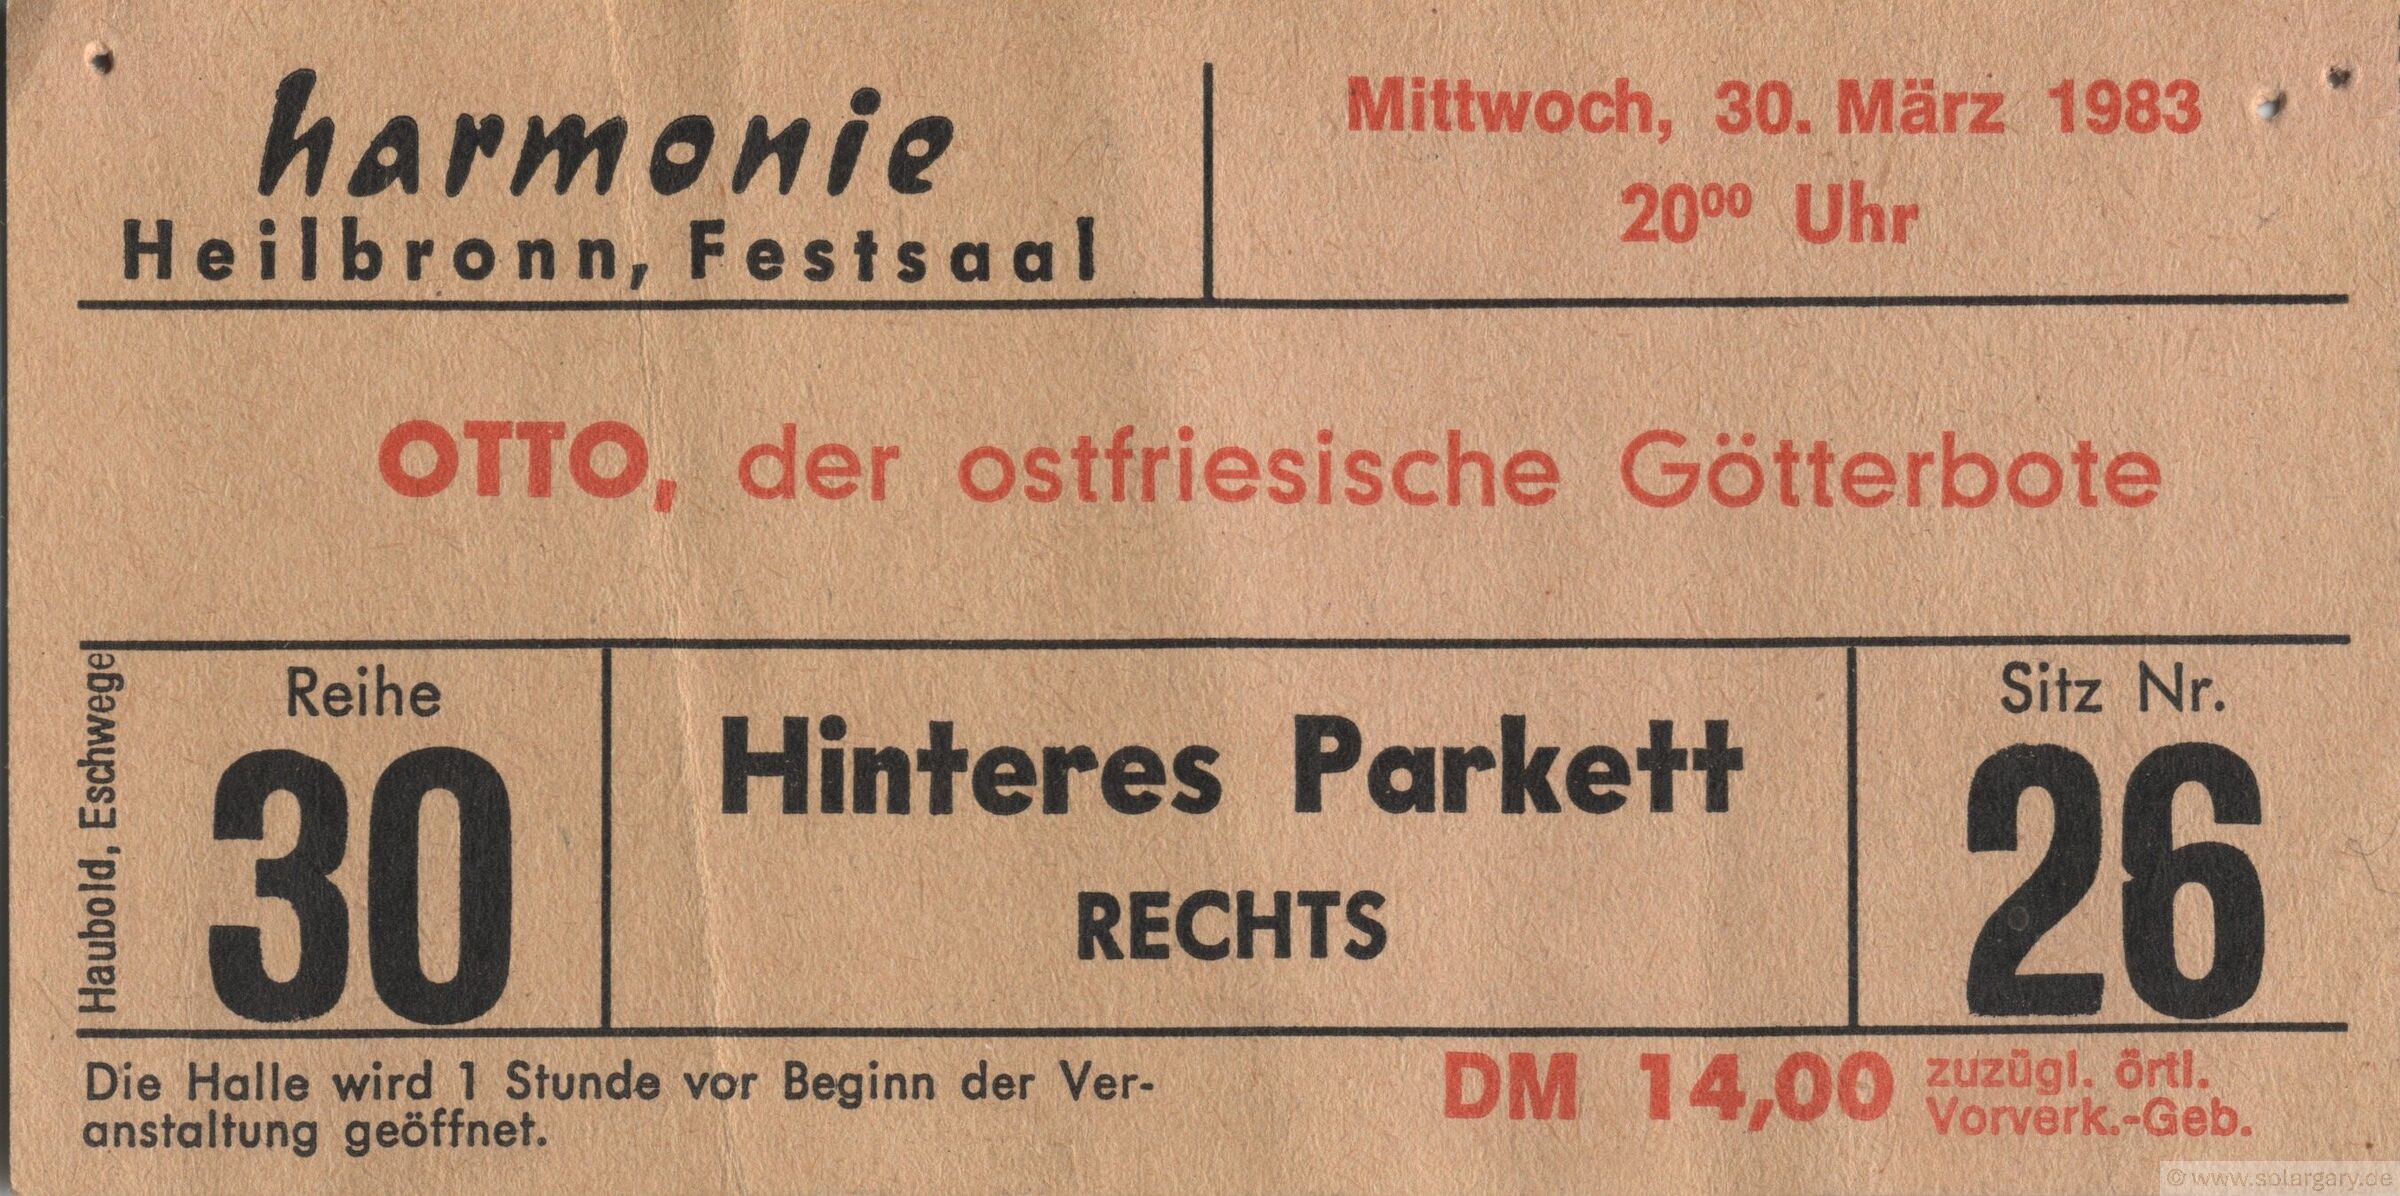 harmonie
Heilbronn, Festsaal
Mittwoch, 30. März 1983
20⁰⁰ Uhr
OTTO, der ostfriesische Götterbote
Haubold, Eschwege
Reihe
30
Hinteres Parkett
RECHTS
Sitz Nr.
26
Die Halle wird 1 Stunde vor Beginn der Ver-
anstaltung geöffnet.
DM 14,00 zuzügl. örtl.
Vorverk.-Geb.
© www.solargary.de